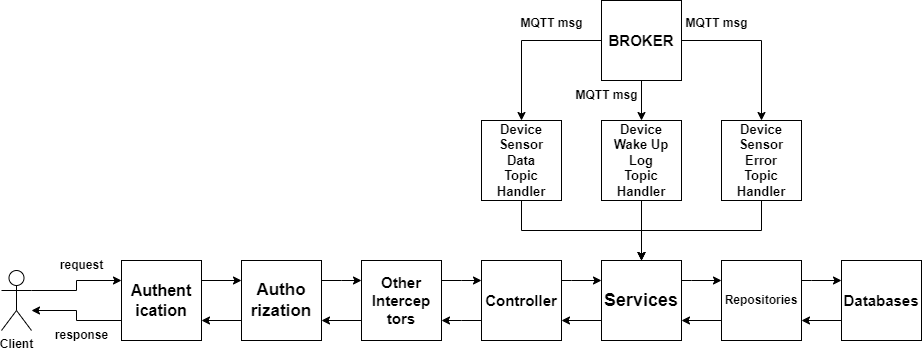 MQTT msg
BROKER
MQTT msg
MQTT msg
Device
Sensor
Data
Topic
Handler
Device
Wake Up
Log
Topic
Handler
Device
Sensor
Error
Topic
Handler
request
Authent
ication
Autho
rization
Other
Intercep
tors
Controller
Services
Repositories
Databases
response
Client